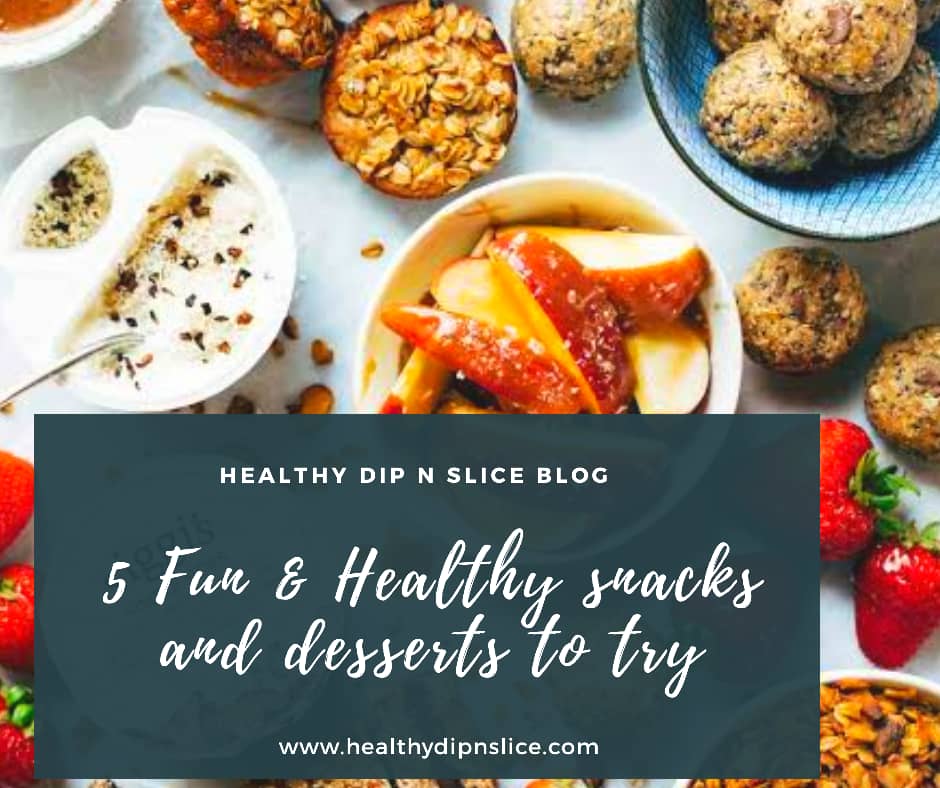 HEALTHY DIP N SLICE BLOG
5 Fun & Healthy snacks
and desserts to try
www.healthydipnslice.com